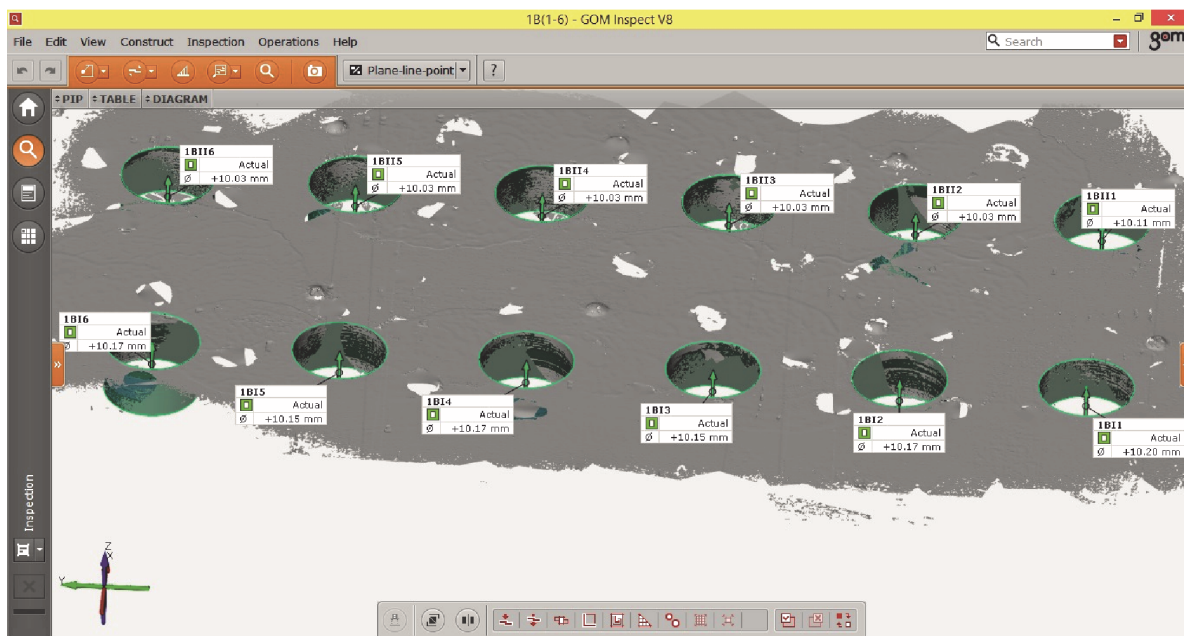 1B(1-6) - GOM Inspect V8
File Edit View Construct Inspection Operations Help
Search
gom
Plane-line-point
?
PIP TABLE DIAGRAM
1BII6
Actual
Ø +10.03 mm
1BII5
Actual
Ø +10.03 mm
1BII4
Actual
Ø +10.03 mm
1BII3
Actual
Ø +10.03 mm
1BII2
Actual
Ø +10.03 mm
1BII1
Actual
Ø +10.11 mm
1BI6
Actual
Ø +10.17 mm
1BI5
Actual
Ø +10.15 mm
1BI4
Actual
Ø +10.17 mm
1BI3
Actual
Ø +10.15 mm
1BI2
Actual
Ø +10.17 mm
1BI1
Actual
Ø +10.20 mm
Inspection
Z
X
Y